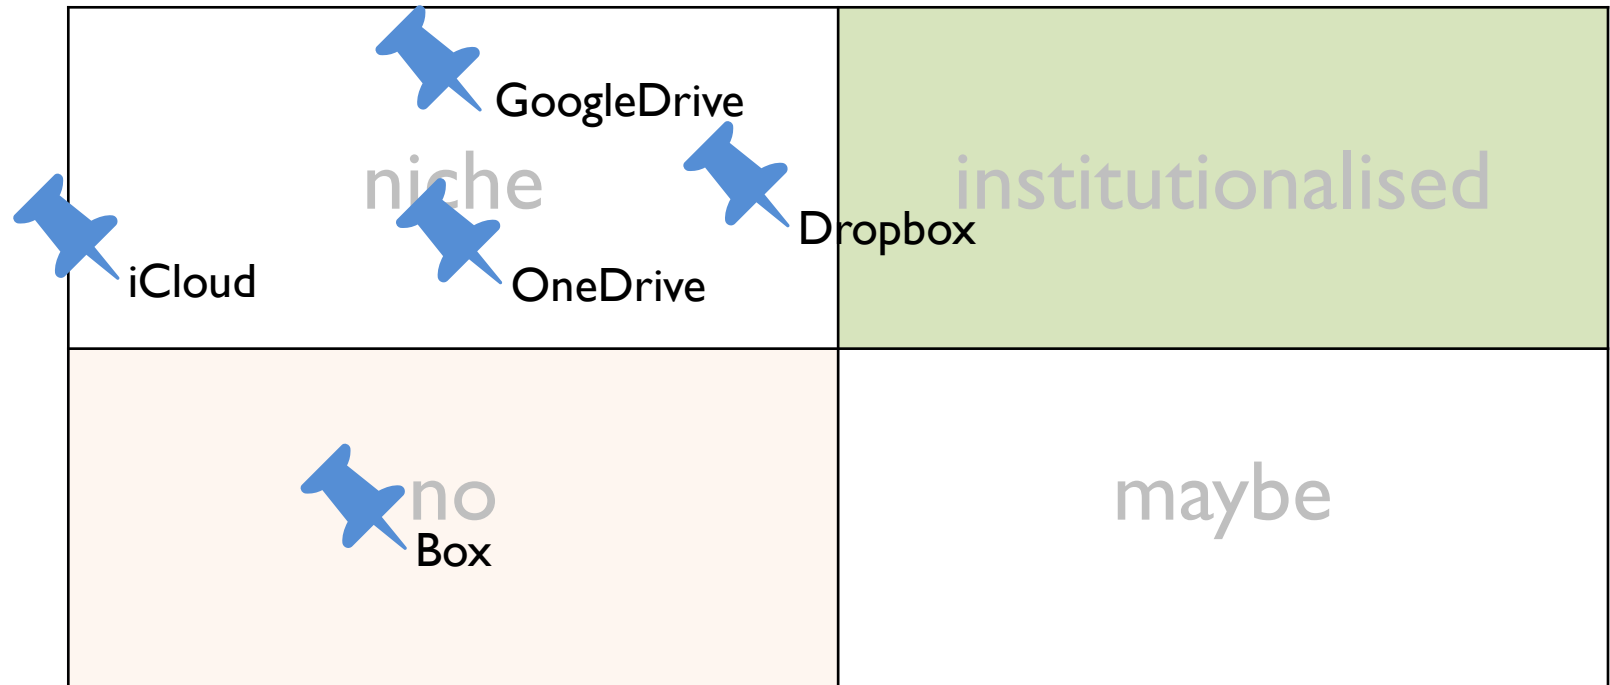 GoogleDrive
niche
institutionalised
Dropbox
iCloud
OneDrive
no
maybe
Box